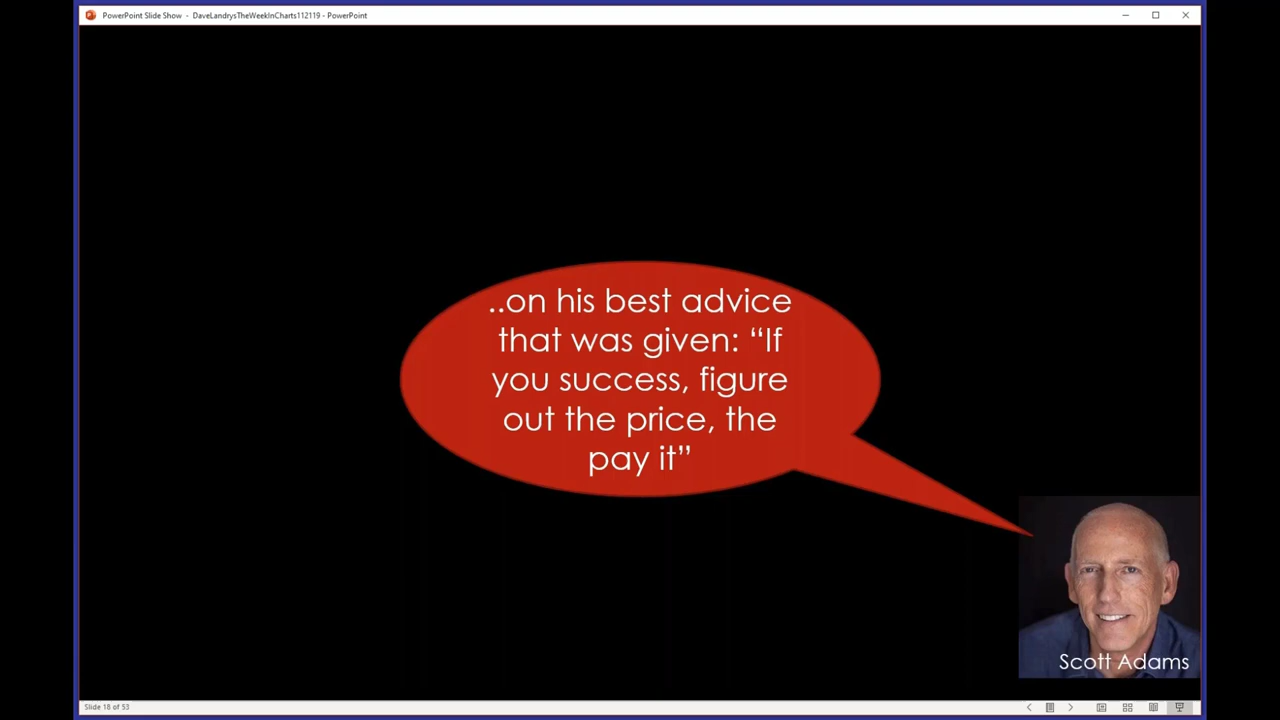 PowerPoint Slide Show - DaveLandrysTheWeekInCharts112119 - PowerPoint
..on his best advice
that was given: “If
you success, figure
out the price, the
pay it”
Scott Adams
Slide 18 of 53